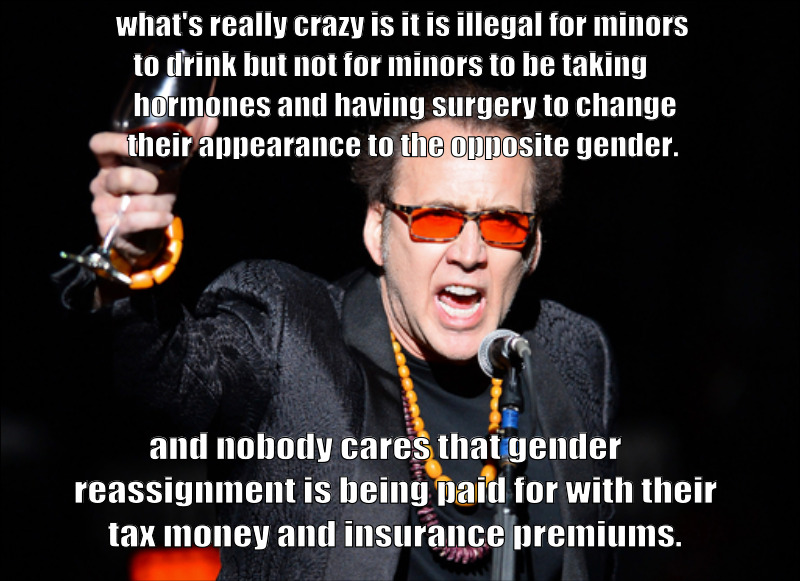 what's really crazy is it is illegal for minors
to drink but not for minors to be taking
hormones and having surgery to change
their appearance to the opposite gender.
and nobody cares that gender
reassignment is being paid for with their
tax money and insurance premiums.